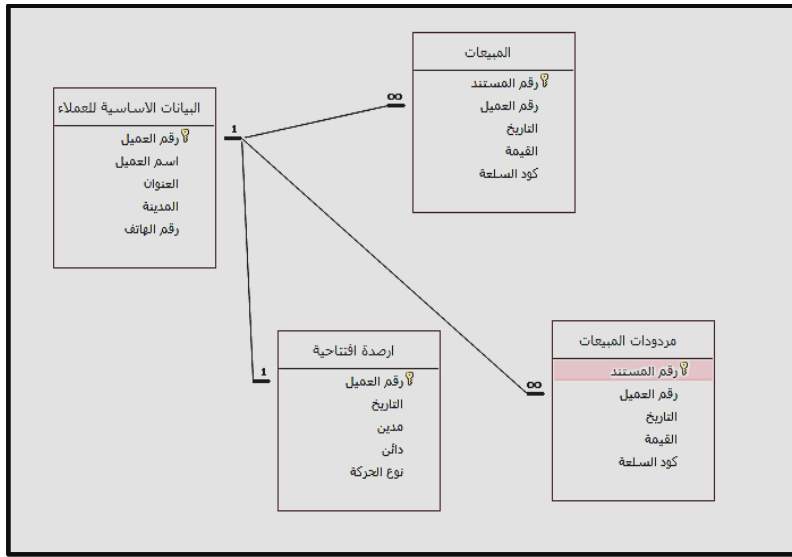 البيانات الاساسية للعملاء
رقم العميل
اسم العميل
العنوان
المدينة
رقم الهاتف
1
المبيعات
رقم المستند
رقم العميل
التاريخ
القيمة
كود السلعة
∞
ارصدة افتتاحية
رقم العميل
التاريخ
مدين
دائن
نوع الحركة
1
مردودات المبيعات
رقم المستند
رقم العميل
التاريخ
القيمة
كود السلعة
∞